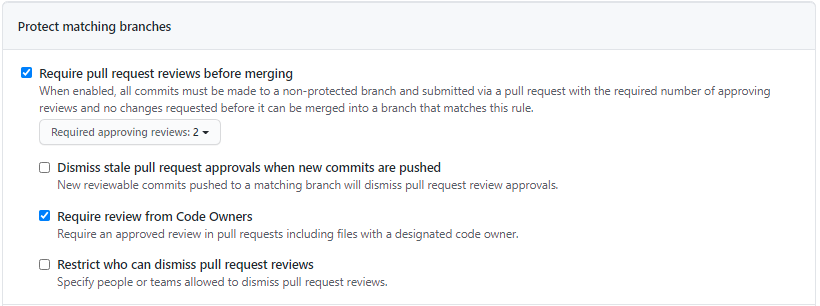 Protect matching branches
Require pull request reviews before merging
When enabled, all commits must be made to a non-protected branch and submitted via a pull request with the required number of approving
reviews and no changes requested before it can be merged into a branch that matches this rule.
Required approving reviews: 2
Dismiss stale pull request approvals when new commits are pushed
New reviewable commits pushed to a matching branch will dismiss pull request review approvals.
Require review from Code Owners
Require an approved review in pull requests including files with a designated code owner.
Restrict who can dismiss pull request reviews
Specify people or teams allowed to dismiss pull request reviews.